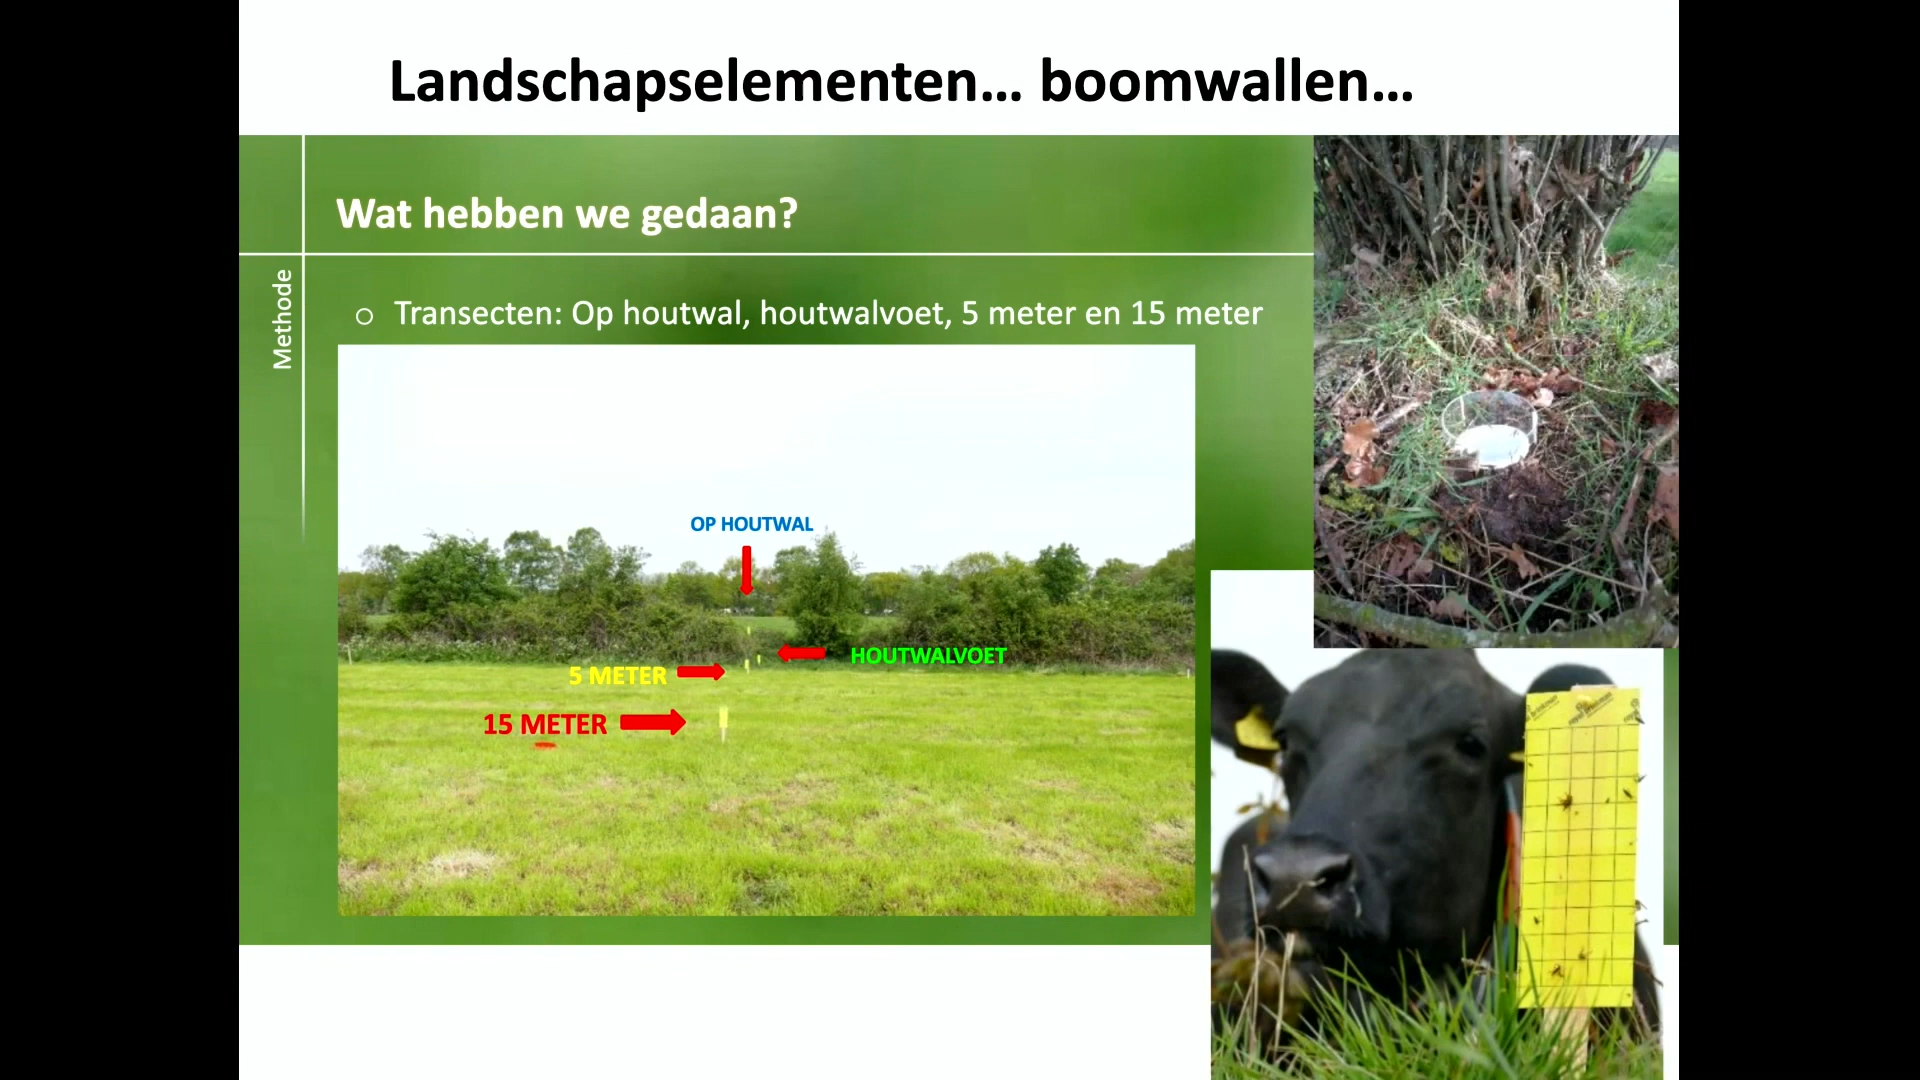 Landschapselementen... boomwallen...
Wat hebben we gedaan?
Methode
o Transecten: Op houtwal, houtwalvoet, 5 meter en 15 meter
OP HOUTWAL
HOUTWALVOET
5 METER
15 METER